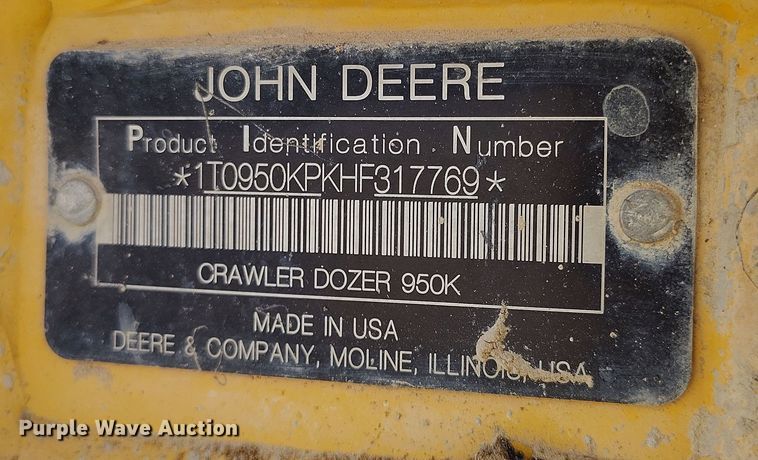 JOHN DEERE
Product Identification Number
*1T0950KPKHF317769*
CRAWLER DOZER 950K
MADE IN USA
DEERE & COMPANY, MOLINE, ILLINOIS, USA
Purple Wave Auction